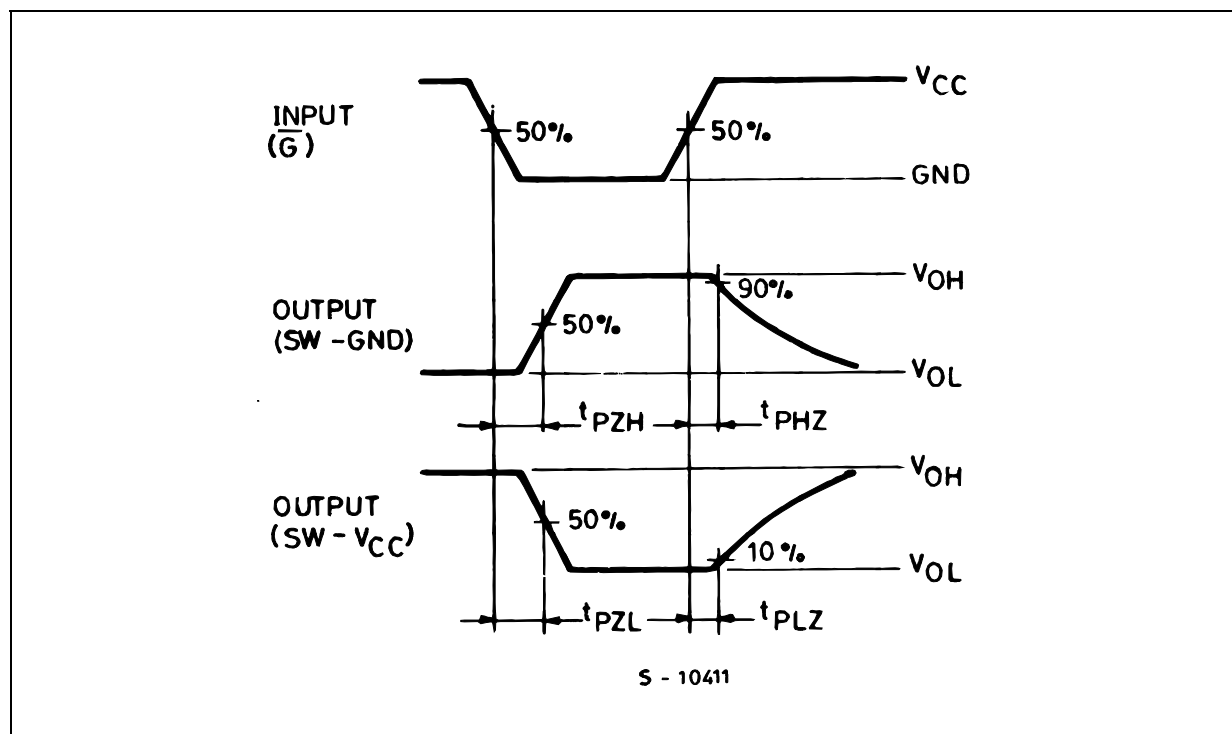 VCC
INPUT
(G̅)
50%
50%
GND
VOH
90%
OUTPUT
(SW - GND)
50%
VOL
tPZH
tPHZ
VOH
OUTPUT
(SW - VCC)
50%
10%
VOL
tPZL
tPLZ
S - 10411